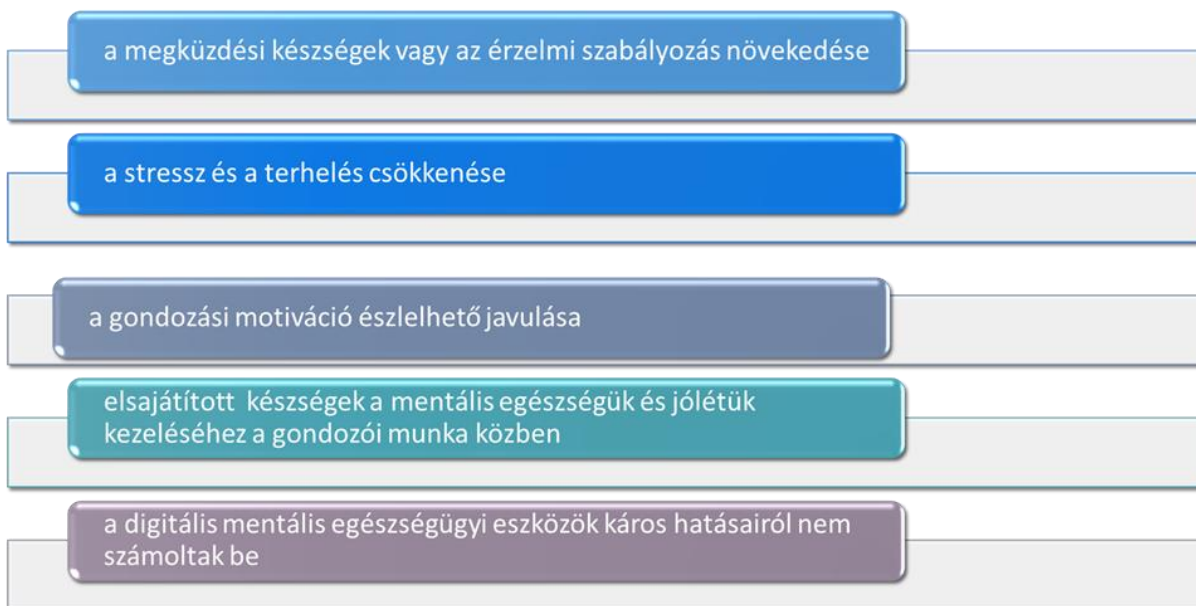 a megküzdési készségek vagy az érzelmi szabályozás növekedése
a stressz és a terhelés csökkenése
a gondozási motiváció észlelhető javulása
elsajátított készségek a mentális egészségük és jólétük
kezeléséhez a gondozói munka közben
a digitális mentális egészségügyi eszközök káros hatásairól nem
számoltak be